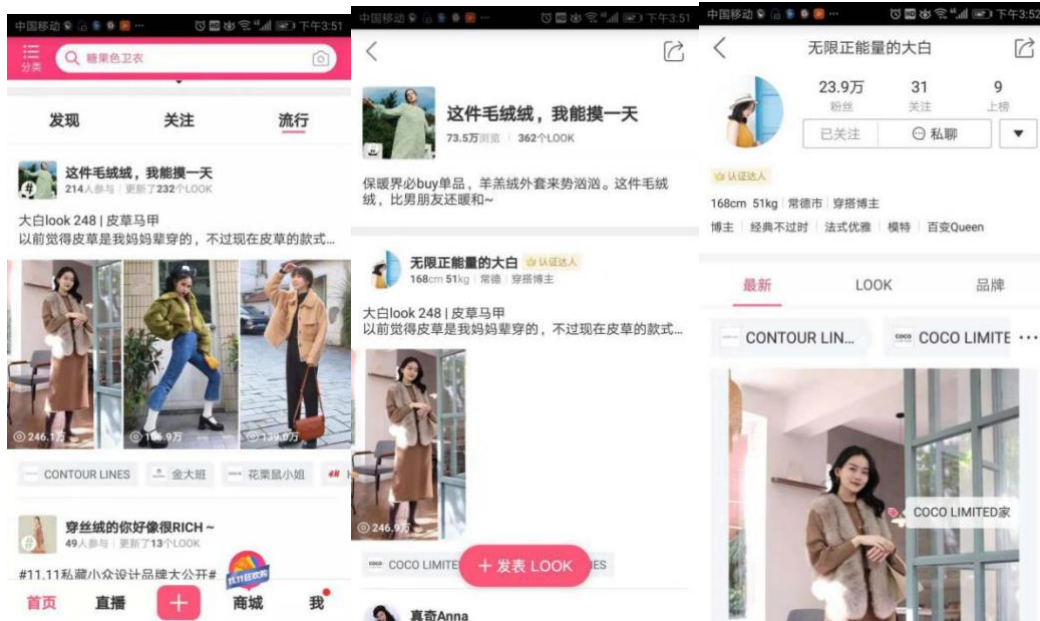 中国移动
下午3:51
分类
糖果色卫衣
发现
关注
流行
这件毛绒绒，我能摸一天
214人参与 | 更新了232个LOOK
大白look 248 | 皮草马甲
以前觉得皮草是我妈妈辈穿的，不过现在皮草的款式...
246.1万
139.0万
CONTOUR LINES
金大班
花栗鼠小姐
穿丝绒的你好像很RICH ~
49人参与 | 更新了13个LOOK
#11.11私藏小众设计品牌大公开#
11.11狂欢购
首页
直播
商城
我
中国移动
下午3:51
这件毛绒绒，我能摸一天
73.5万浏览 | 362个LOOK
保暖界必buy单品，羊羔绒外套来势汹汹。这件毛绒
绒，比男朋友还暖和~
无限正能量的大白
认证达人
168cm 51kg | 常德 | 穿搭博主
大白look 248 | 皮草马甲
以前觉得皮草是我妈妈辈穿的，不过现在皮草的款式...
246.9万
COCO LIMITE
+ 发表 LOOK
真奇Anna
中国移动
下午3:52
无限正能量的大白
23.9万
31
9
粉丝
关注
上榜
已关注
私聊
认证达人
168cm 51kg | 常德市 | 穿搭博主
博主 | 经典不过时 | 法式优雅 | 模特 | 百变Queen
最新
LOOK
品牌
CONTOUR LIN...
COCO LIMITE
COCO LIMITED家